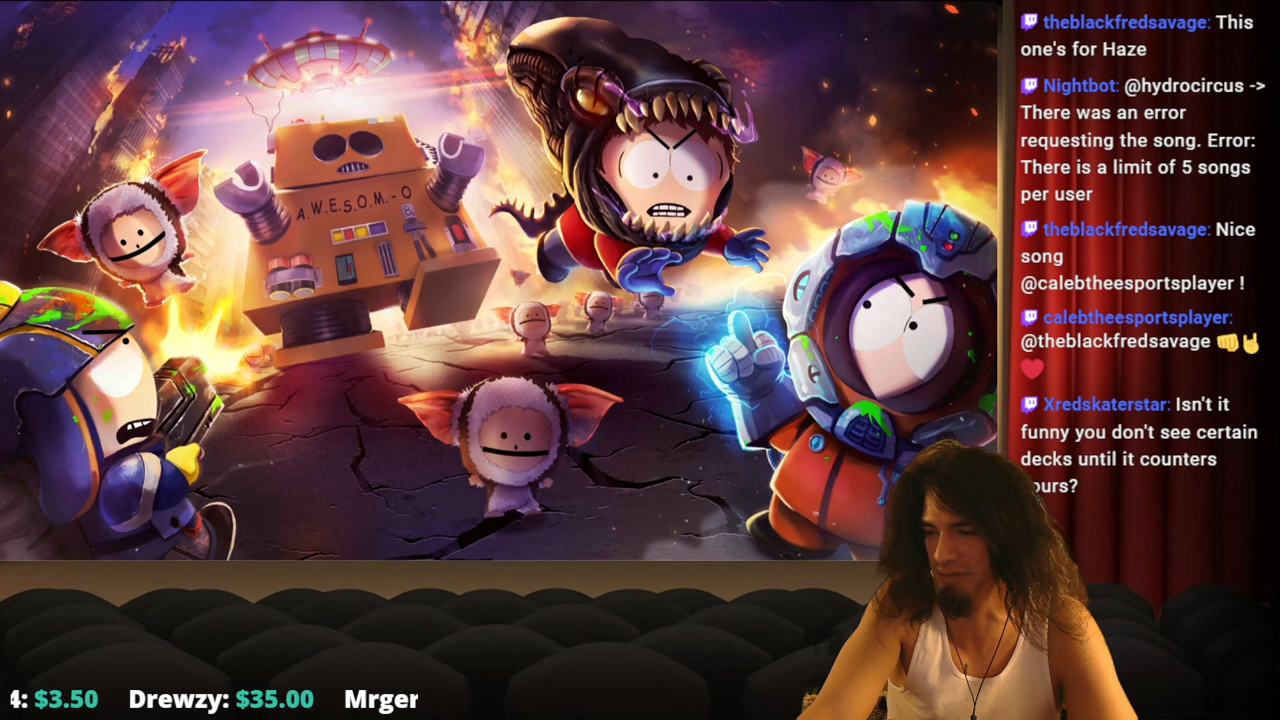 A.W.E.S.O.M.-O
theblackfredsavage: This
one's for Haze
Nightbot: @hydrocircus ->
There was an error
requesting the song. Error:
There is a limit of 5 songs
per user
theblackfredsavage: Nice
song
@calebtheesportsplayer !
calebtheesportsplayer:
@theblackfredsavage 👊🤘
❤️
Xredskaterstar: Isn't it
funny you don't see certain
decks until it counters
yours?
4: $3.50 Drewzy: $35.00 Mrger